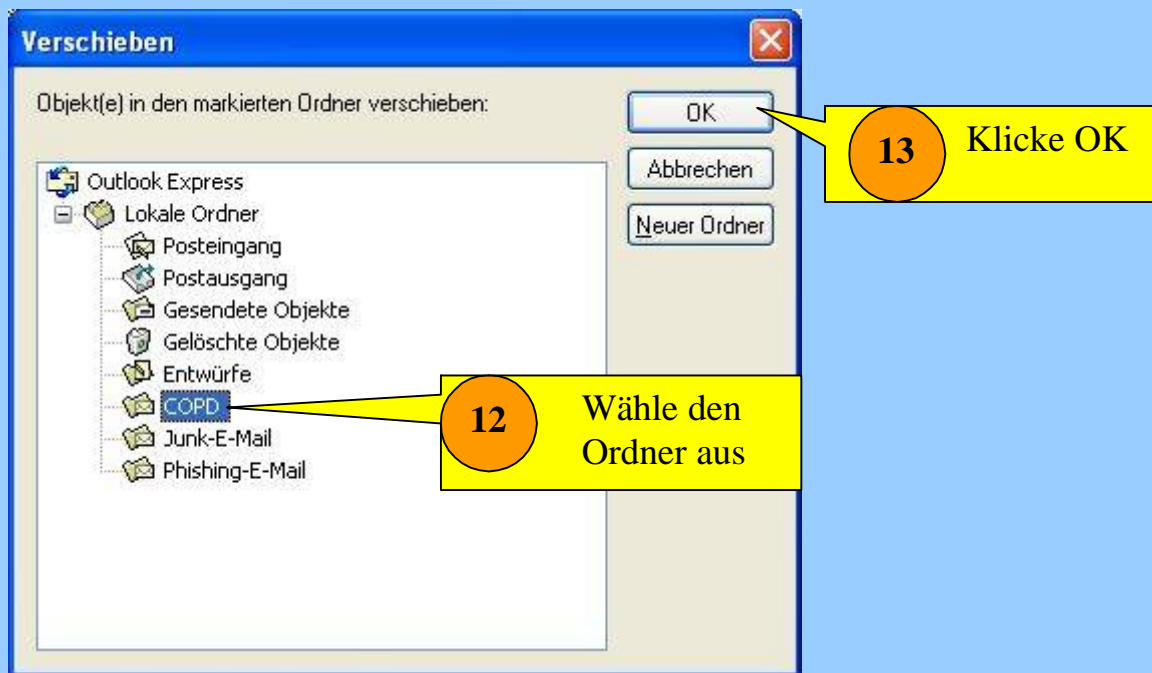 Verschieben
Objekt(e) in den markierten Ordner verschieben:
OK
Abbrechen
Neuer Ordner
Outlook Express
Lokale Ordner
Posteingang
Postausgang
Gesendete Objekte
Gelöschte Objekte
Entwürfe
COPD
Junk-E-Mail
Phishing-E-Mail
12
Wähle den
Ordner aus
13
Klicke OK